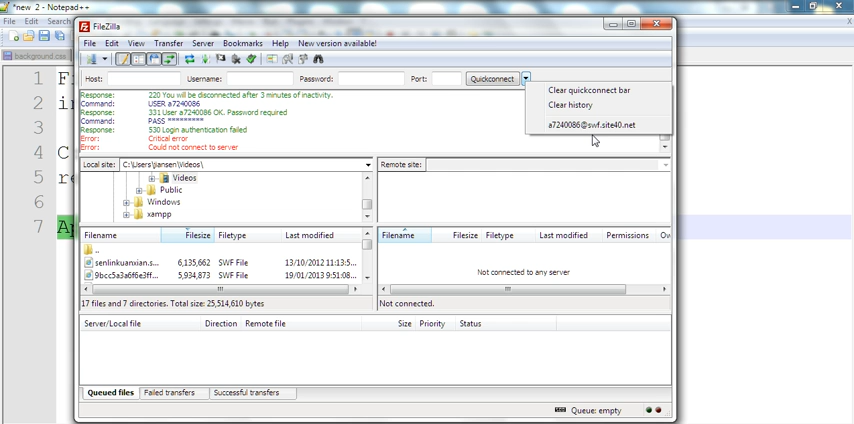 *new 2 - Notepad++
File Edit Search
background.css
1
2
3
4
5
6
7
FileZilla
File Edit View Transfer Server Bookmarks Help New version available!
Host: Username: Password: Port: Quickconnect
Clear quickconnect bar
Clear history
a7240086@swf.site40.net
Response: 220 You will be disconnected after 3 minutes of inactivity.
Command: USER a7240086
Response: 331 User a7240086 OK. Password required
Command: PASS *********
Response: 530 Login authentication failed
Error: Critical error
Error: Could not connect to server
Local site: C:\Users\jiansen\Videos\
Remote site:
Videos
Public
Windows
xampp
Filename Filesize Filetype Last modified
..
senlinkuanxian.s... 6,135,662 SWF File 13/10/2012 11:13:5...
9bcc5a3a6f6e3ff... 5,934,873 SWF File 19/01/2013 9:51:08...
17 files and 7 directories. Total size: 25,514,610 bytes
Filename Filesize Filetype Last modified Permissions Ow
Not connected to any server
Not connected.
Server/Local file Direction Remote file Size Priority Status
Queued files Failed transfers Successful transfers
Queue: empty